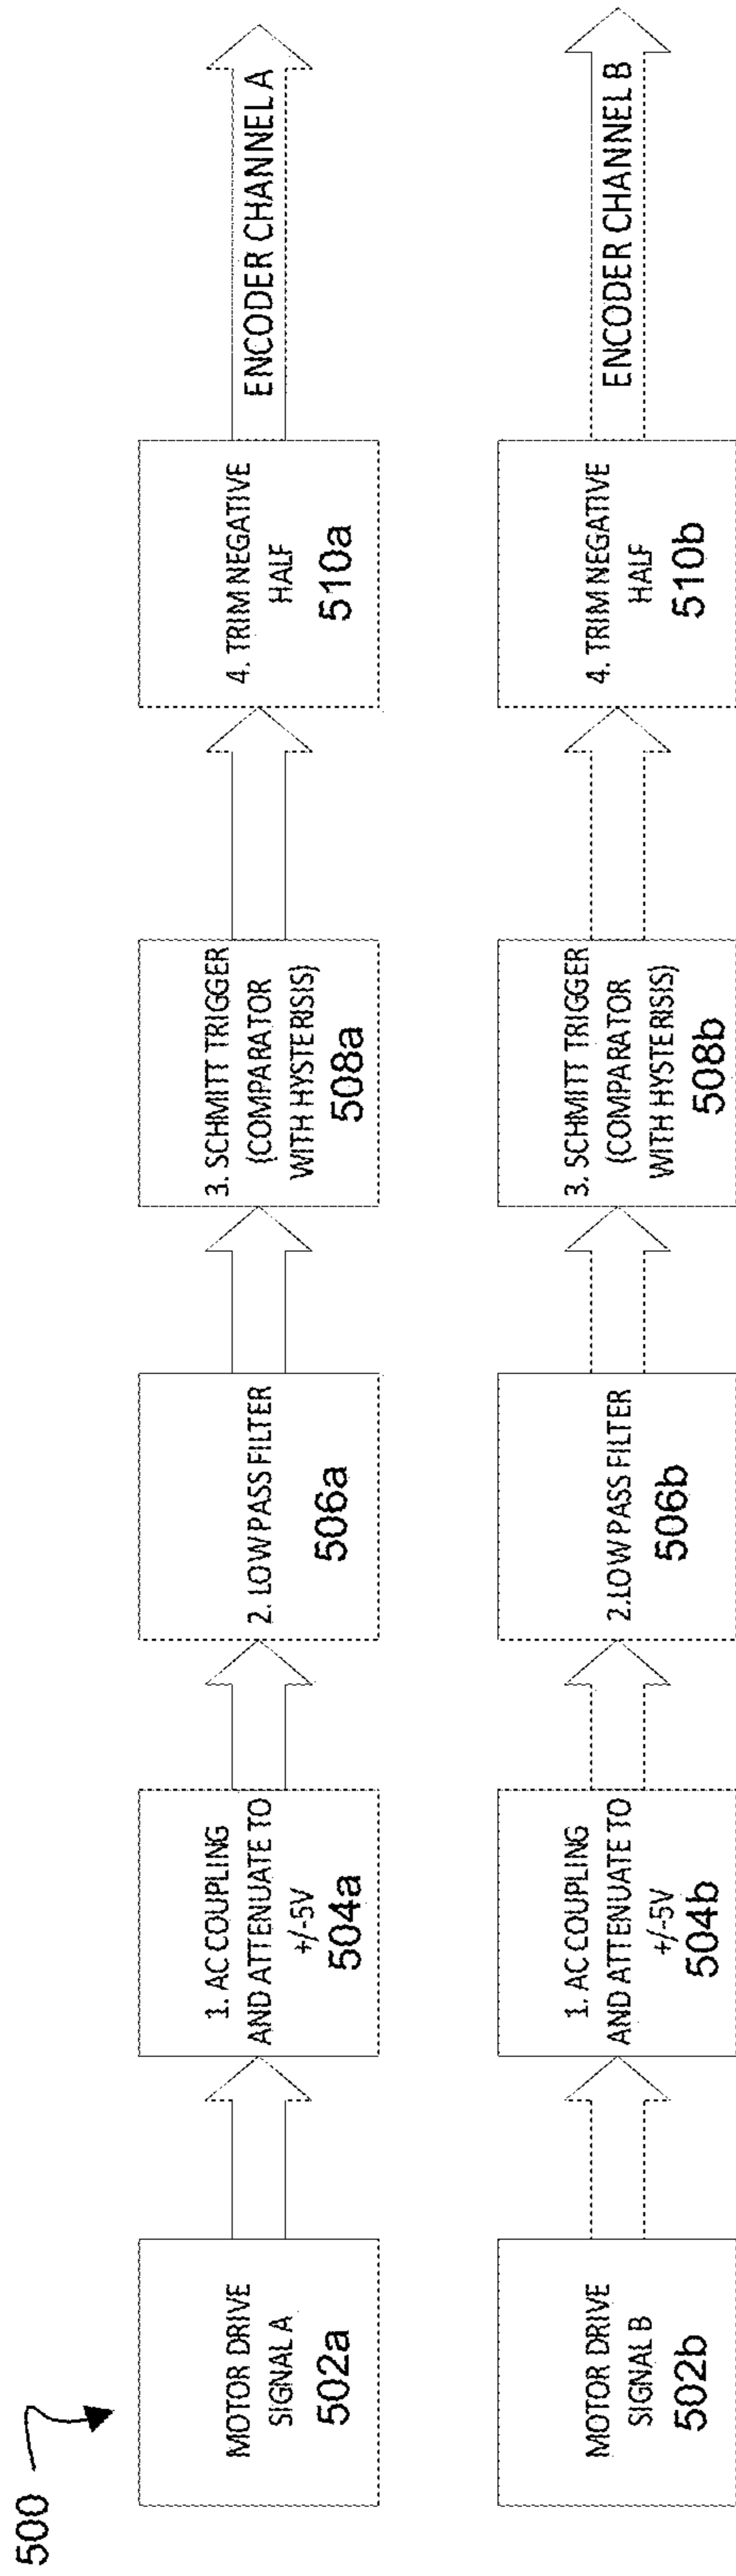 500
MOTOR DRIVE
SIGNAL A
502a
1. AC COUPLING
AND ATTENUATE TO
+/-5V
504a
2. LOW PASS FILTER
506a
3. SCHMITT TRIGGER
(COMPARATOR
WITH HYSTERISIS)
508a
4. TRIM NEGATIVE
HALF
510a
ENCODER CHANNEL A
MOTOR DRIVE
SIGNAL B
502b
1. AC COUPLING
AND ATTENUATE TO
+/-5V
504b
2.LOW PASS FILTER
506b
3. SCHMITT TRIGGER
(COMPARATOR
WITH HYSTERISIS)
508b
4. TRIM NEGATIVE
HALF
510b
ENCODER CHANNEL B